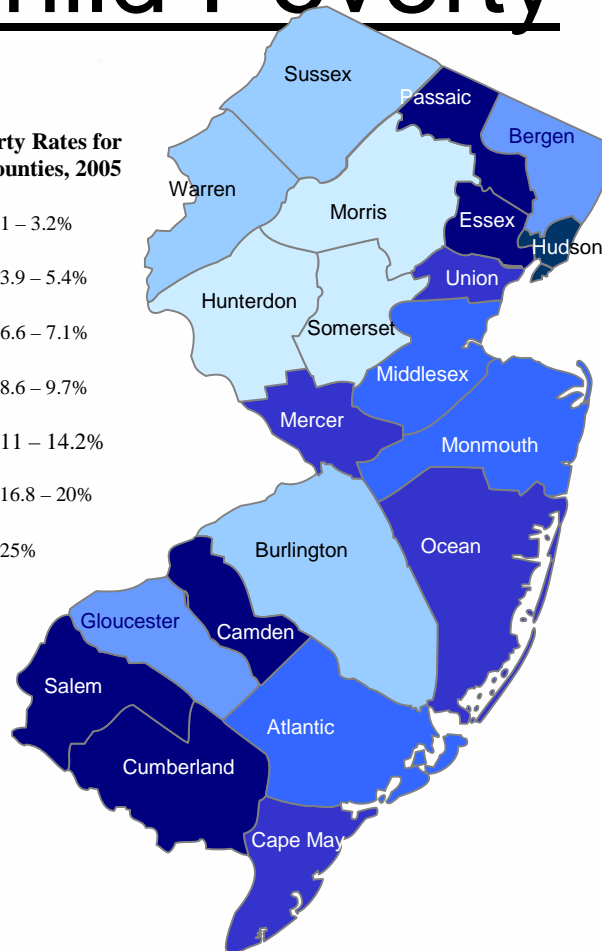 hild Poverty
rty Rates for
ounties, 2005
1 – 3.2%
3.9 – 5.4%
6.6 – 7.1%
8.6 – 9.7%
11 – 14.2%
16.8 – 20%
25%
Sussex
Passaic
Bergen
Warren
Morris
Essex
Hudson
Union
Hunterdon
Somerset
Middlesex
Mercer
Monmouth
Burlington
Ocean
Gloucester
Camden
Salem
Atlantic
Cumberland
Cape May